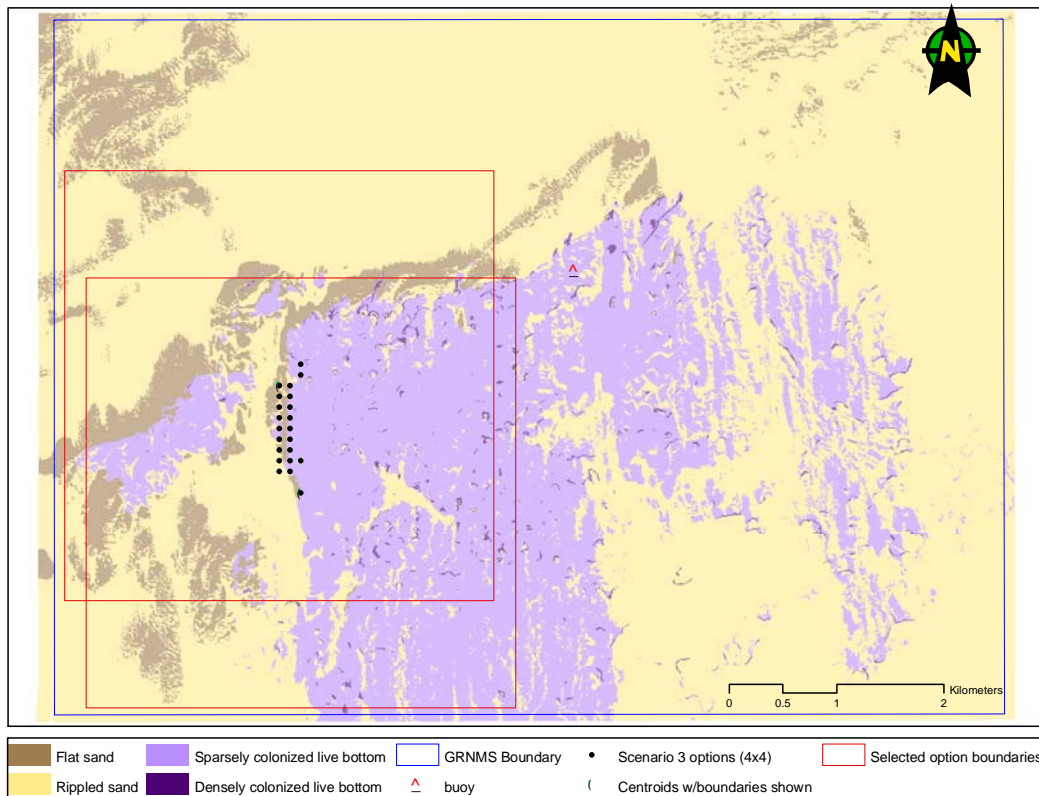 N
Kilometers
0 0.5 1 2
Flat sand
Sparsely colonized live bottom
GRNMS Boundary
Scenario 3 options (4x4)
Selected option boundaries
Rippled sand
Densely colonized live bottom
buoy
Centroids w/boundaries shown